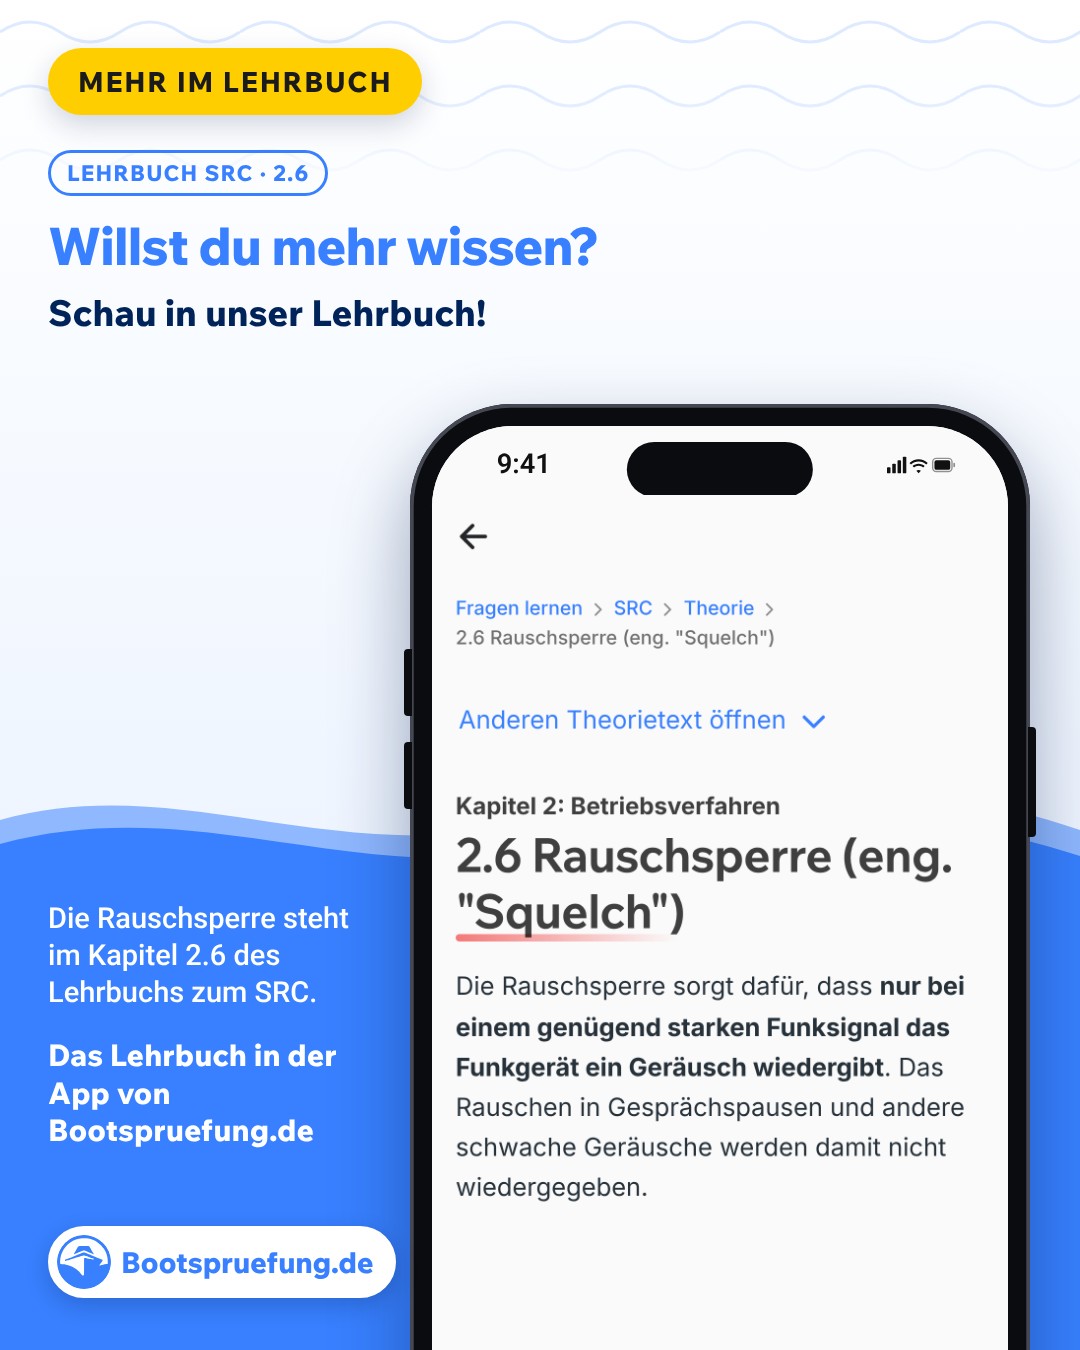 MEHR IM LEHRBUCH
LEHRBUCH SRC · 2.6
Willst du mehr wissen?
Schau in unser Lehrbuch!
9:41
Fragen lernen > SRC > Theorie >
2.6 Rauschsperre (eng. "Squelch")
Anderen Theorietext öffnen
Kapitel 2: Betriebsverfahren
2.6 Rauschsperre (eng.
"Squelch")
Die Rauschsperre sorgt dafür, dass nur bei
einem genügend starken Funksignal das
Funkgerät ein Geräusch wiedergibt. Das
Rauschen in Gesprächspausen und andere
schwache Geräusche werden damit nicht
wiedergegeben.
Die Rauschsperre steht
im Kapitel 2.6 des
Lehrbuchs zum SRC.
Das Lehrbuch in der
App von
Bootspruefung.de
Bootspruefung.de